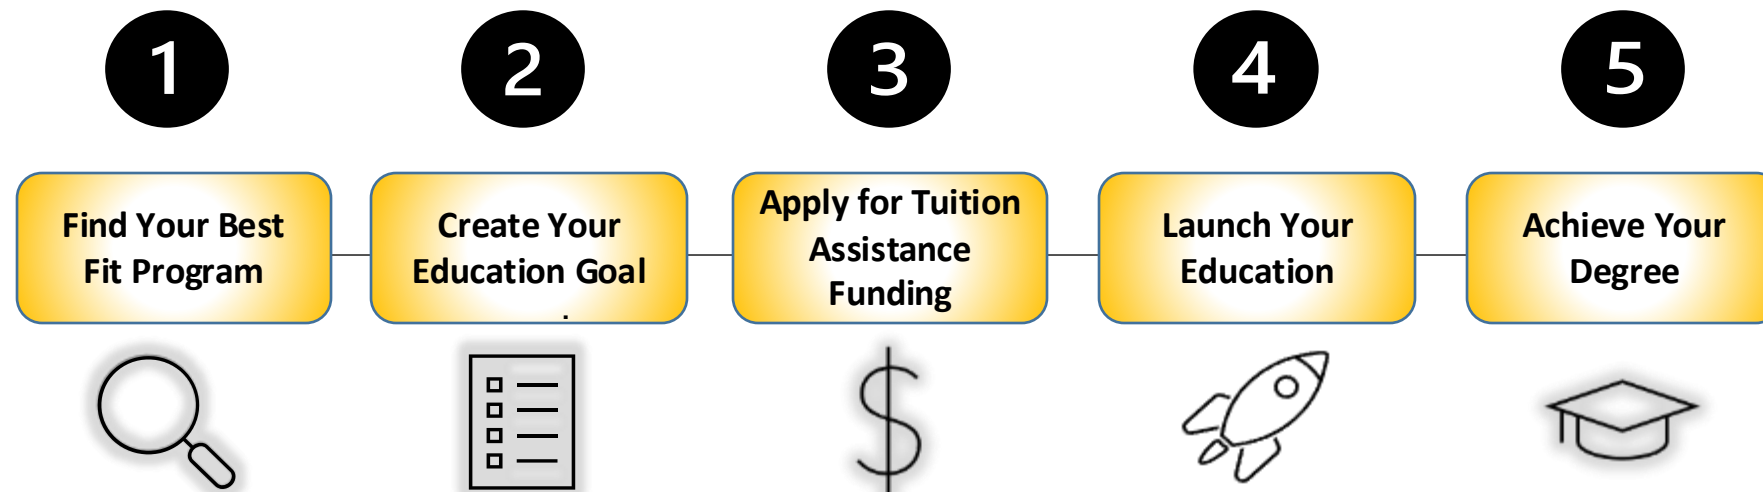 1
2
3
4
5
Find Your Best
Fit Program
Create Your
Education Goal
Apply for Tuition
Assistance
Funding
Launch Your
Education
Achieve Your
Degree